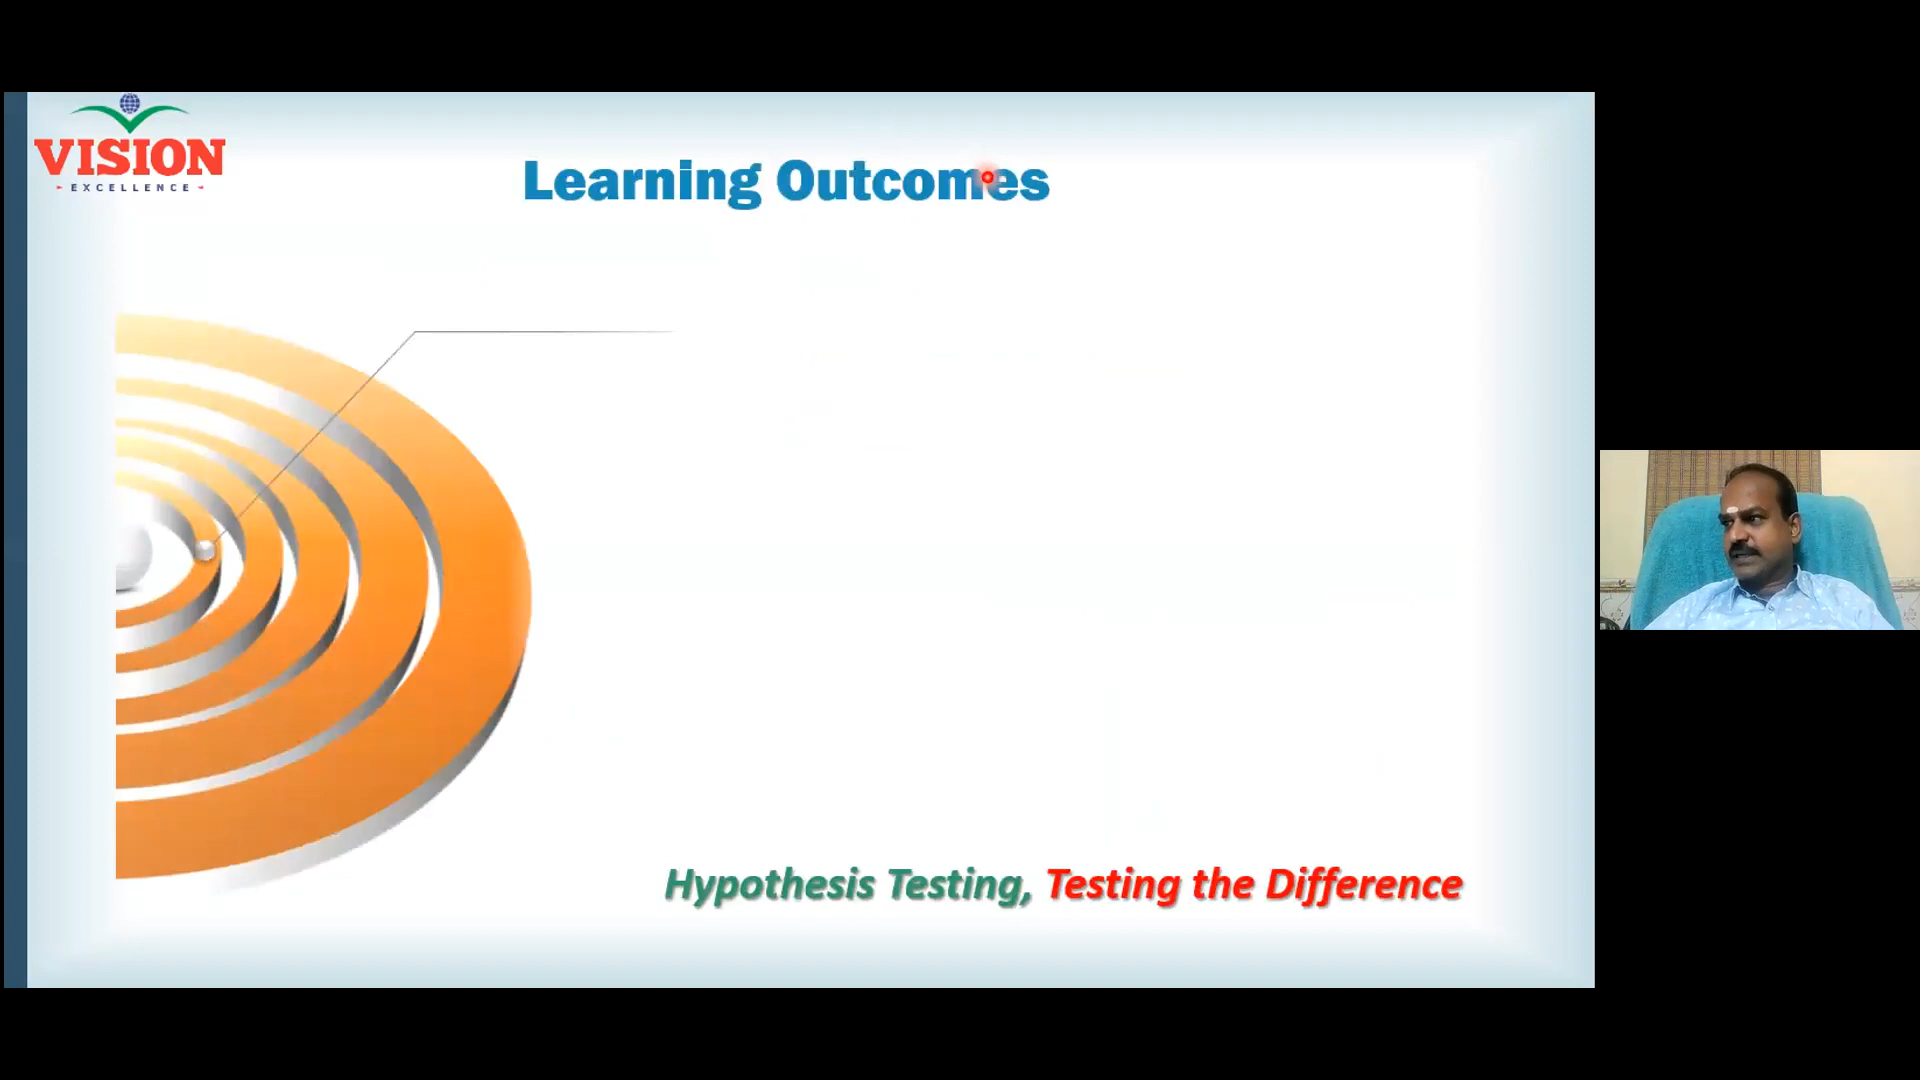 VISION
EXCELLENCE
Learning Outcomes
Hypothesis Testing, Testing the Difference